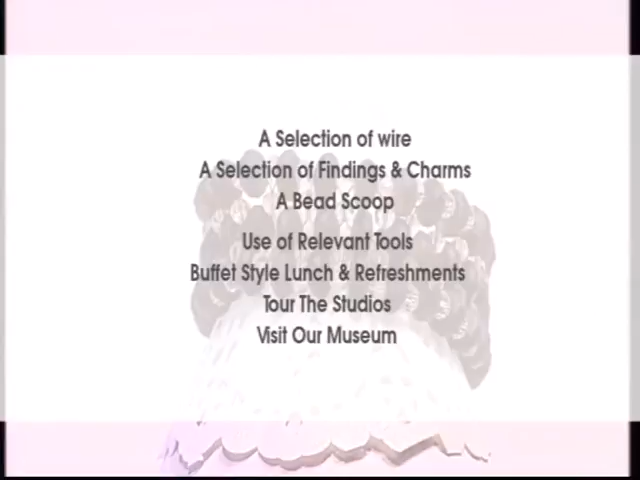 A Selection of wire
A Selection of Findings & Charms
A Bead Scoop
Use of Relevant Tools
Buffet Style Lunch & Refreshments
Tour The Studios
Visit Our Museum